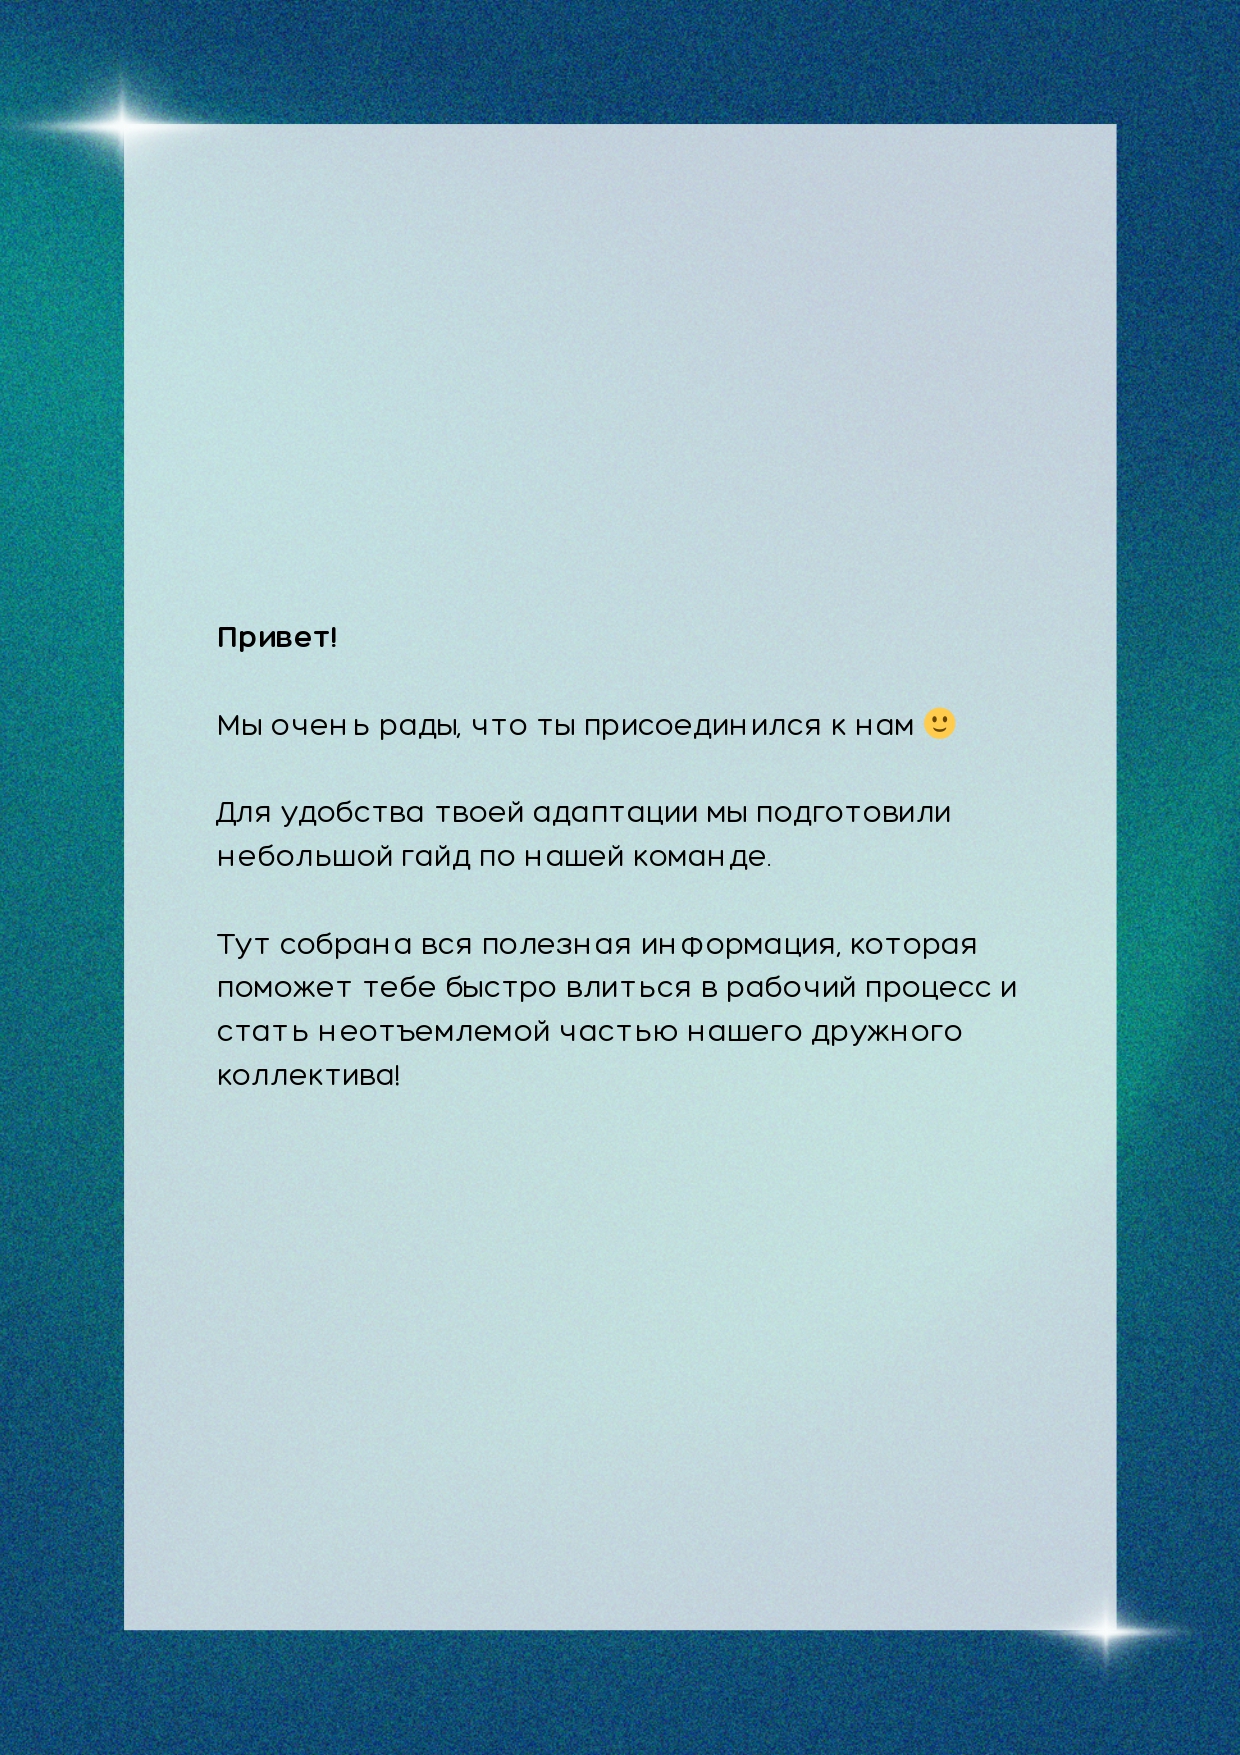 Привет!
Мы очень рады, что ты присоединился к нам 🙂
Для удобства твоей адаптации мы подготовили
небольшой гайд по нашей команде.
Тут собрана вся полезная информация, которая
поможет тебе быстро влиться в рабочий процесс и
стать неотъемлемой частью нашего дружного
коллектива!